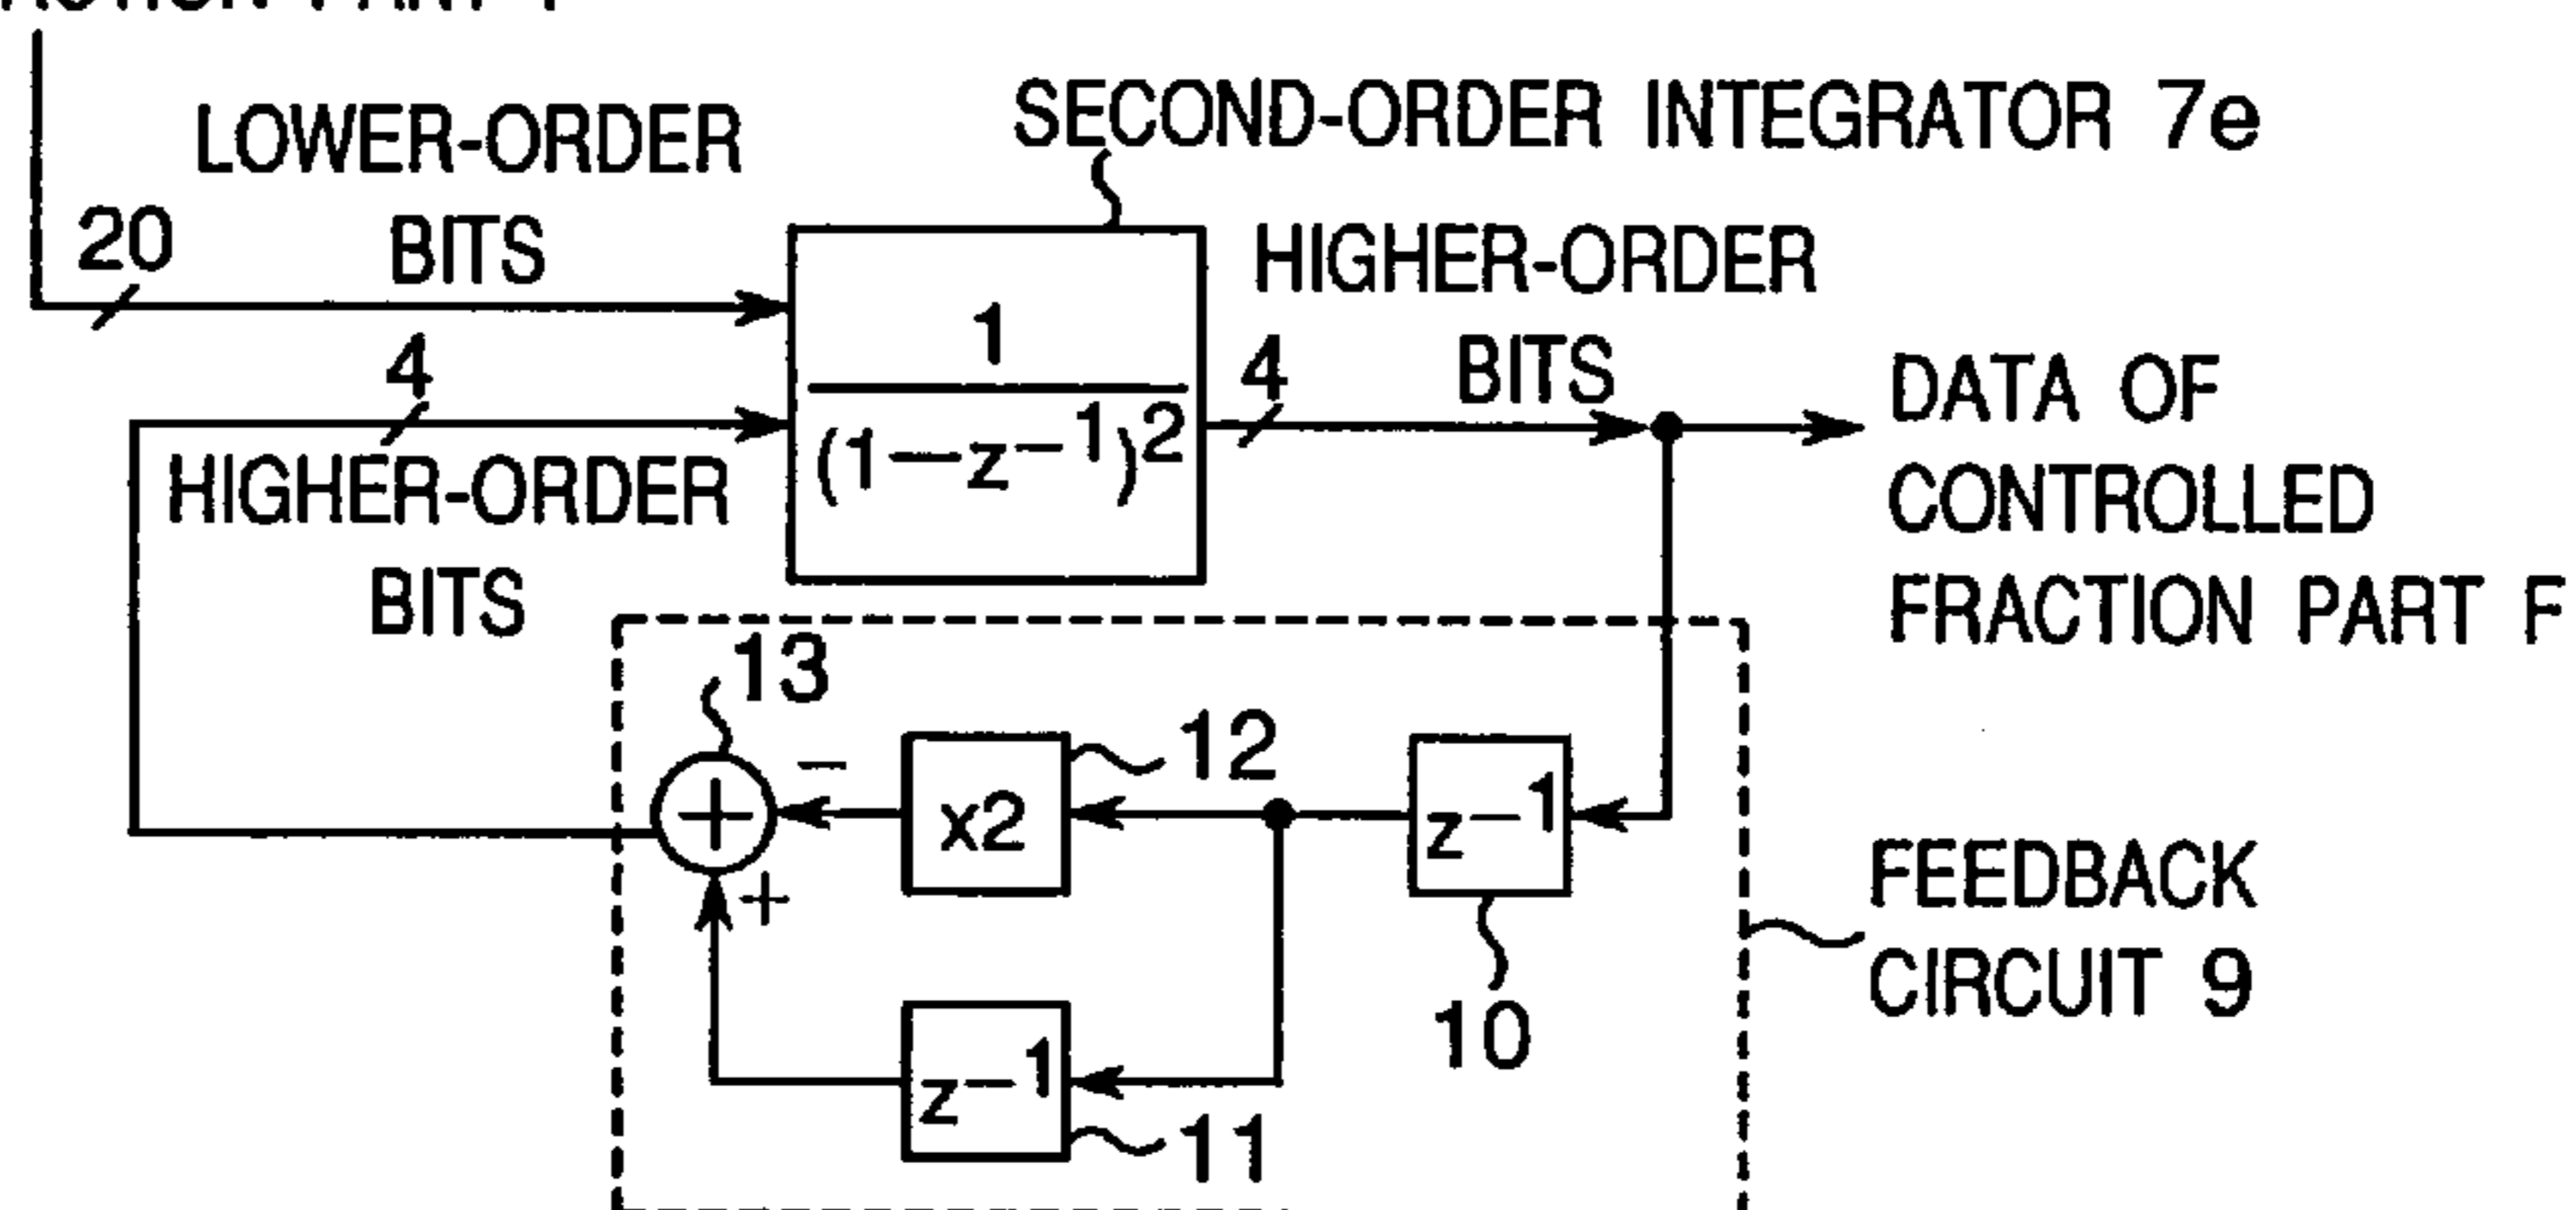 SECOND-ORDER INTEGRATOR 7e
LOWER-ORDER
BITS
20
4
HIGHER-ORDER
BITS
1
(1−z−1)2
HIGHER-ORDER
BITS
4
DATA OF
CONTROLLED
FRACTION PART F
13
−
+
+
x2
12
z−1
10
z−1
11
FEEDBACK
CIRCUIT 9